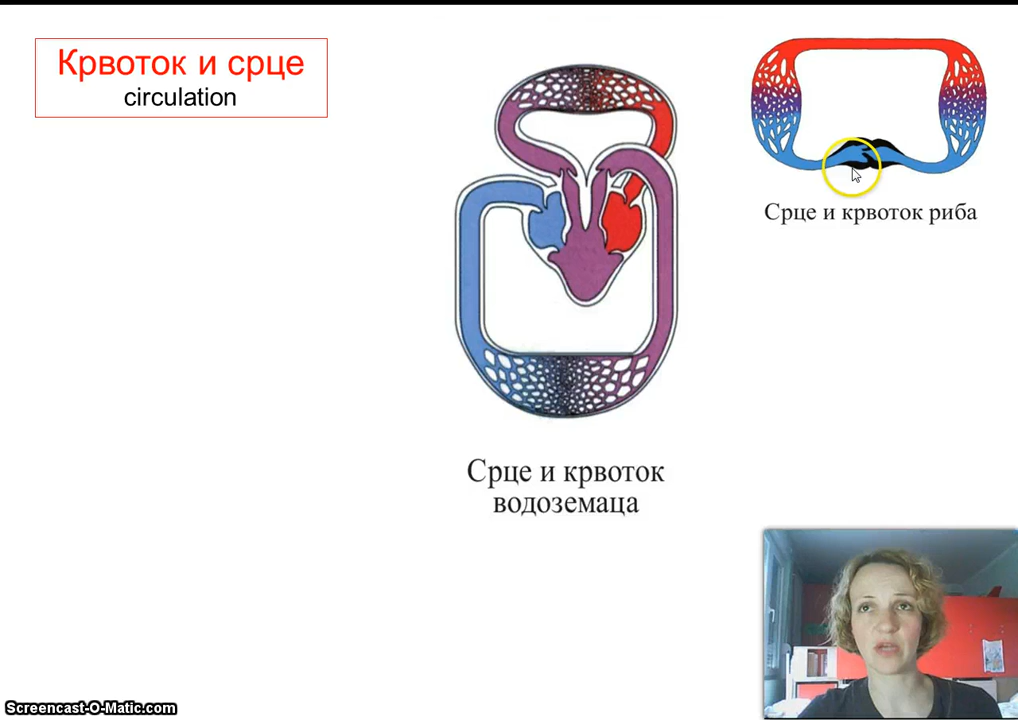 Крвоток и срце
circulation
Срце и крвоток риба
Срце и крвоток
водоземаца
Screencast-O-Matic.com